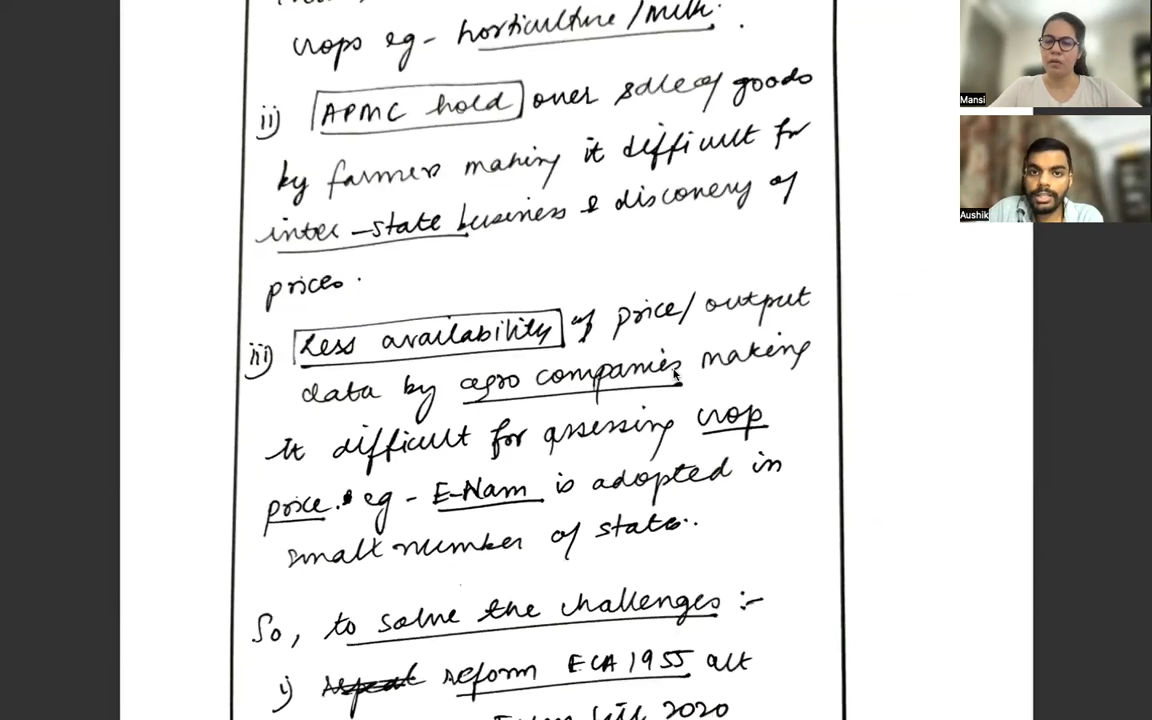 crops eg - horticulture/milk.
ii) APMC hold over sale of goods
by farmers making it difficult for
inter-state business & discovery of
prices.
iii) Less availability of price/output
data by agro companies making
it difficult for assessing crop
price. eg - E-Nam is adopted in
small number of state..
So, to solve the challenges :-
i) reform ECA 1955 act
2020
Mansi
Aushik